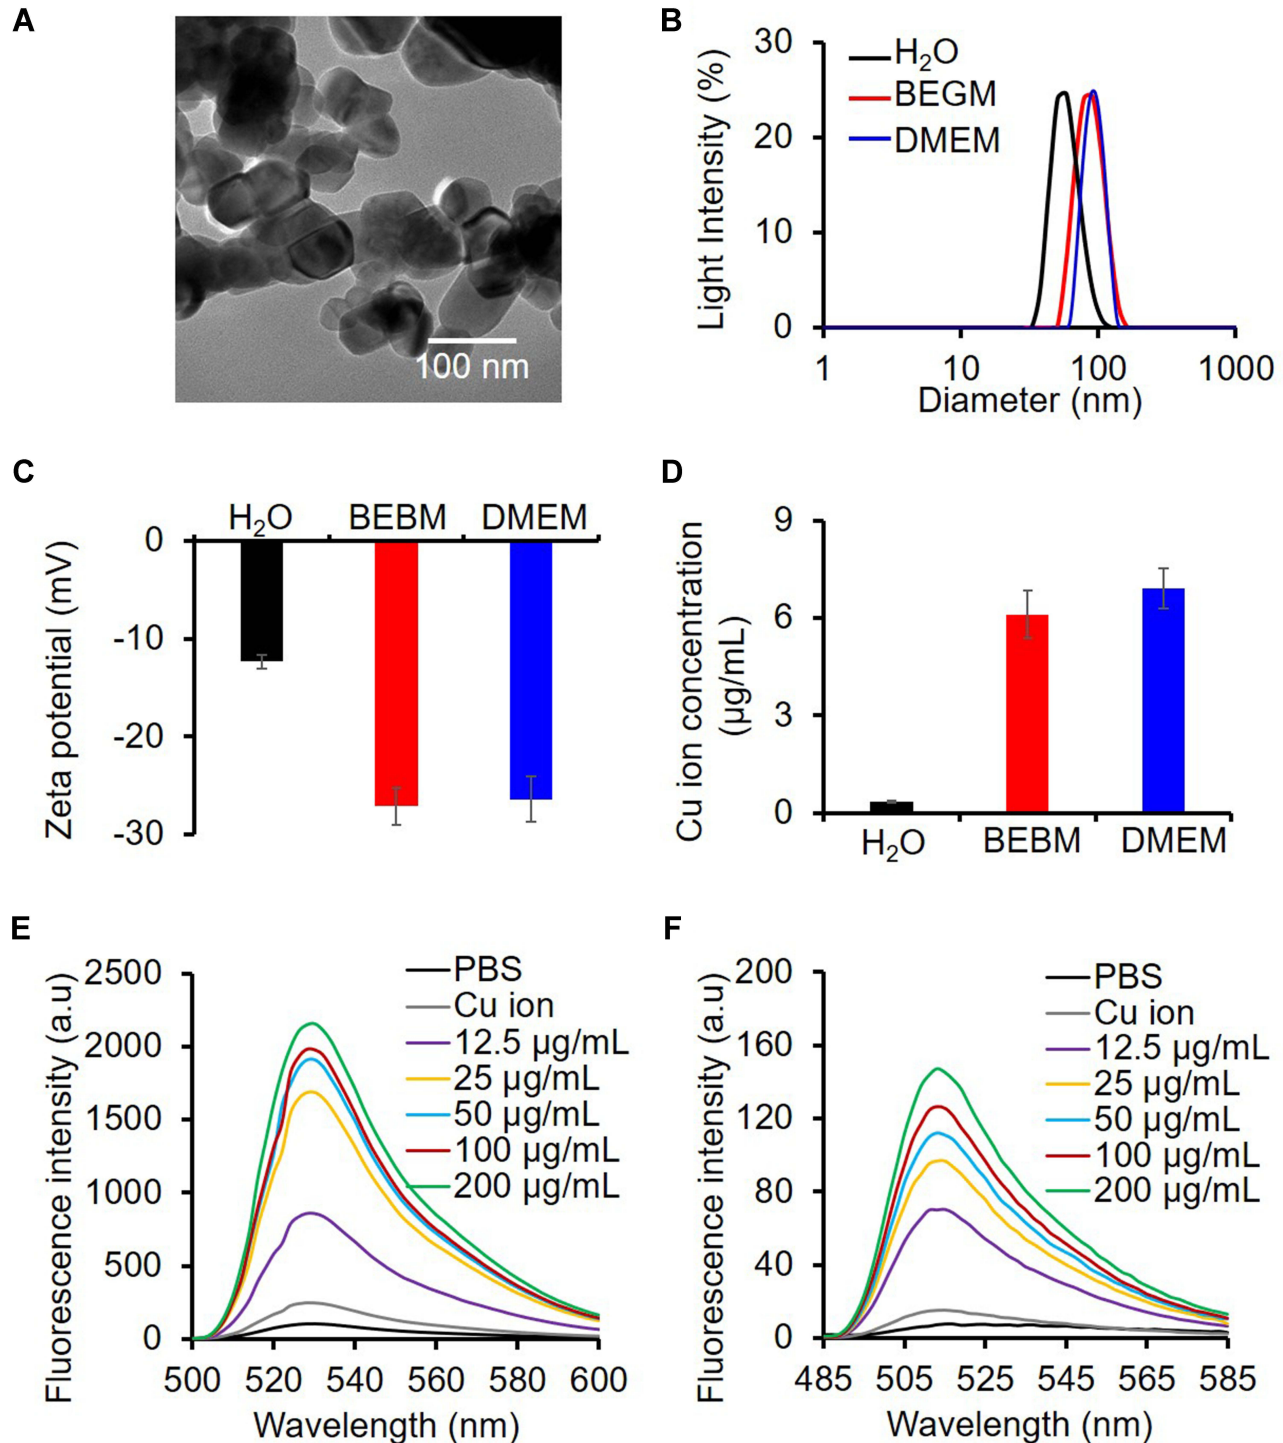 A
100 nm
B
Light Intensity (%)
30
20
10
0
H₂O
BEGM
DMEM
1 10 100 1000
Diameter (nm)
C
Zeta potential (mV)
H₂O BEBM DMEM
0
-10
-20
-30
D
Cu ion concentration
(µg/mL)
9
6
3
0
H₂O BEBM DMEM
E
Fluorescence intensity (a.u)
2500
2000
1500
1000
500
0
PBS
Cu ion
12.5 µg/mL
25 µg/mL
50 µg/mL
100 µg/mL
200 µg/mL
500 520 540 560 580 600
Wavelength (nm)
F
Fluorescence intensity (a.u)
200
160
120
80
40
0
PBS
Cu ion
12.5 µg/mL
25 µg/mL
50 µg/mL
100 µg/mL
200 µg/mL
485 505 525 545 565 585
Wavelength (nm)